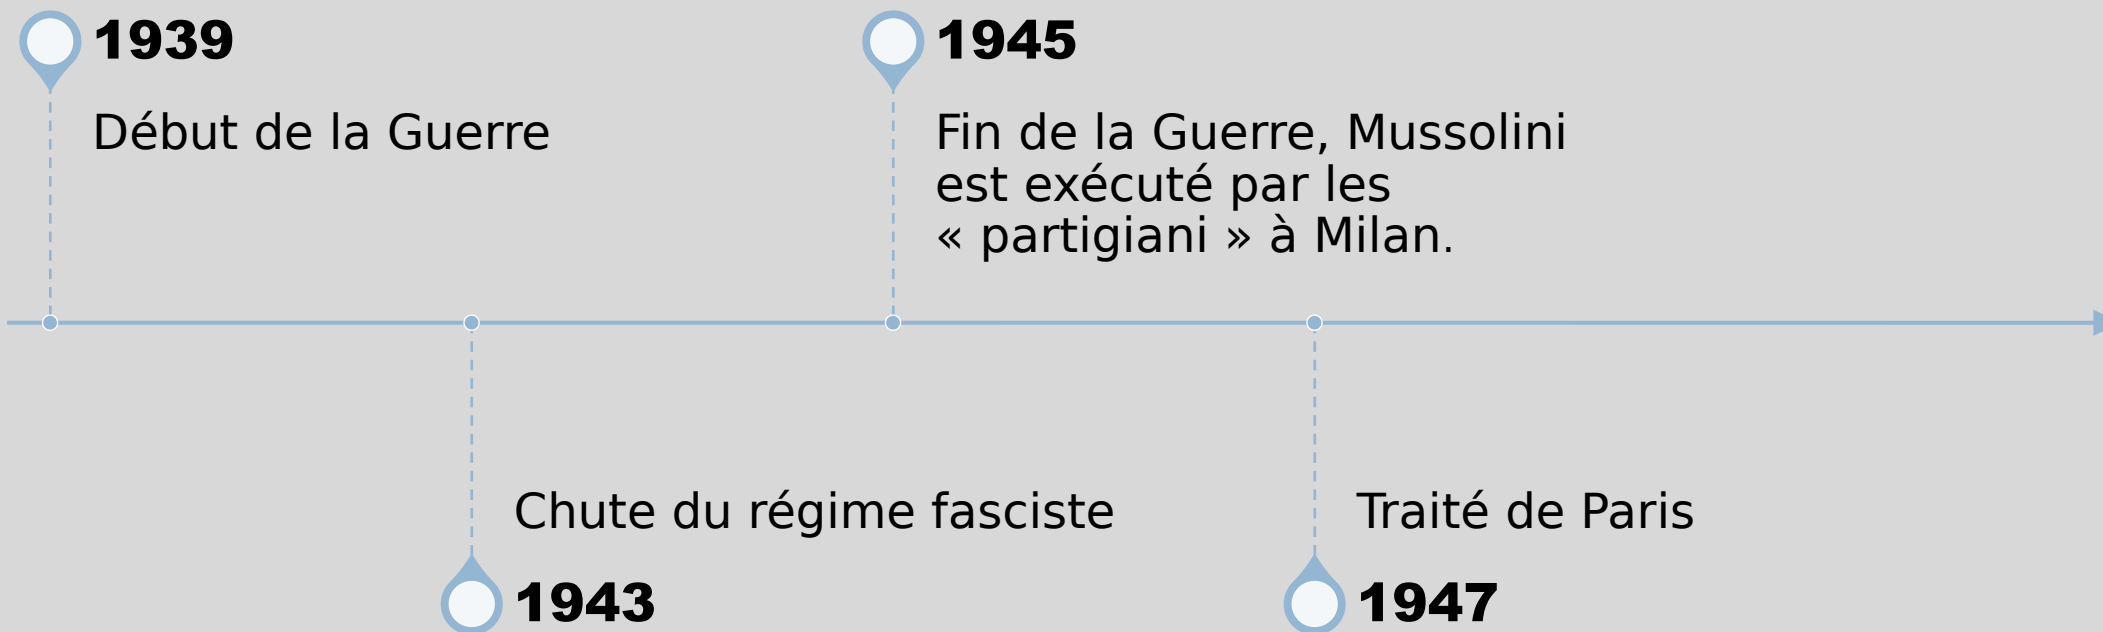 1939
Début de la Guerre
1945
Fin de la Guerre, Mussolini
est exécuté par les
« partigiani » à Milan.
Chute du régime fasciste
1943
Traité de Paris
1947